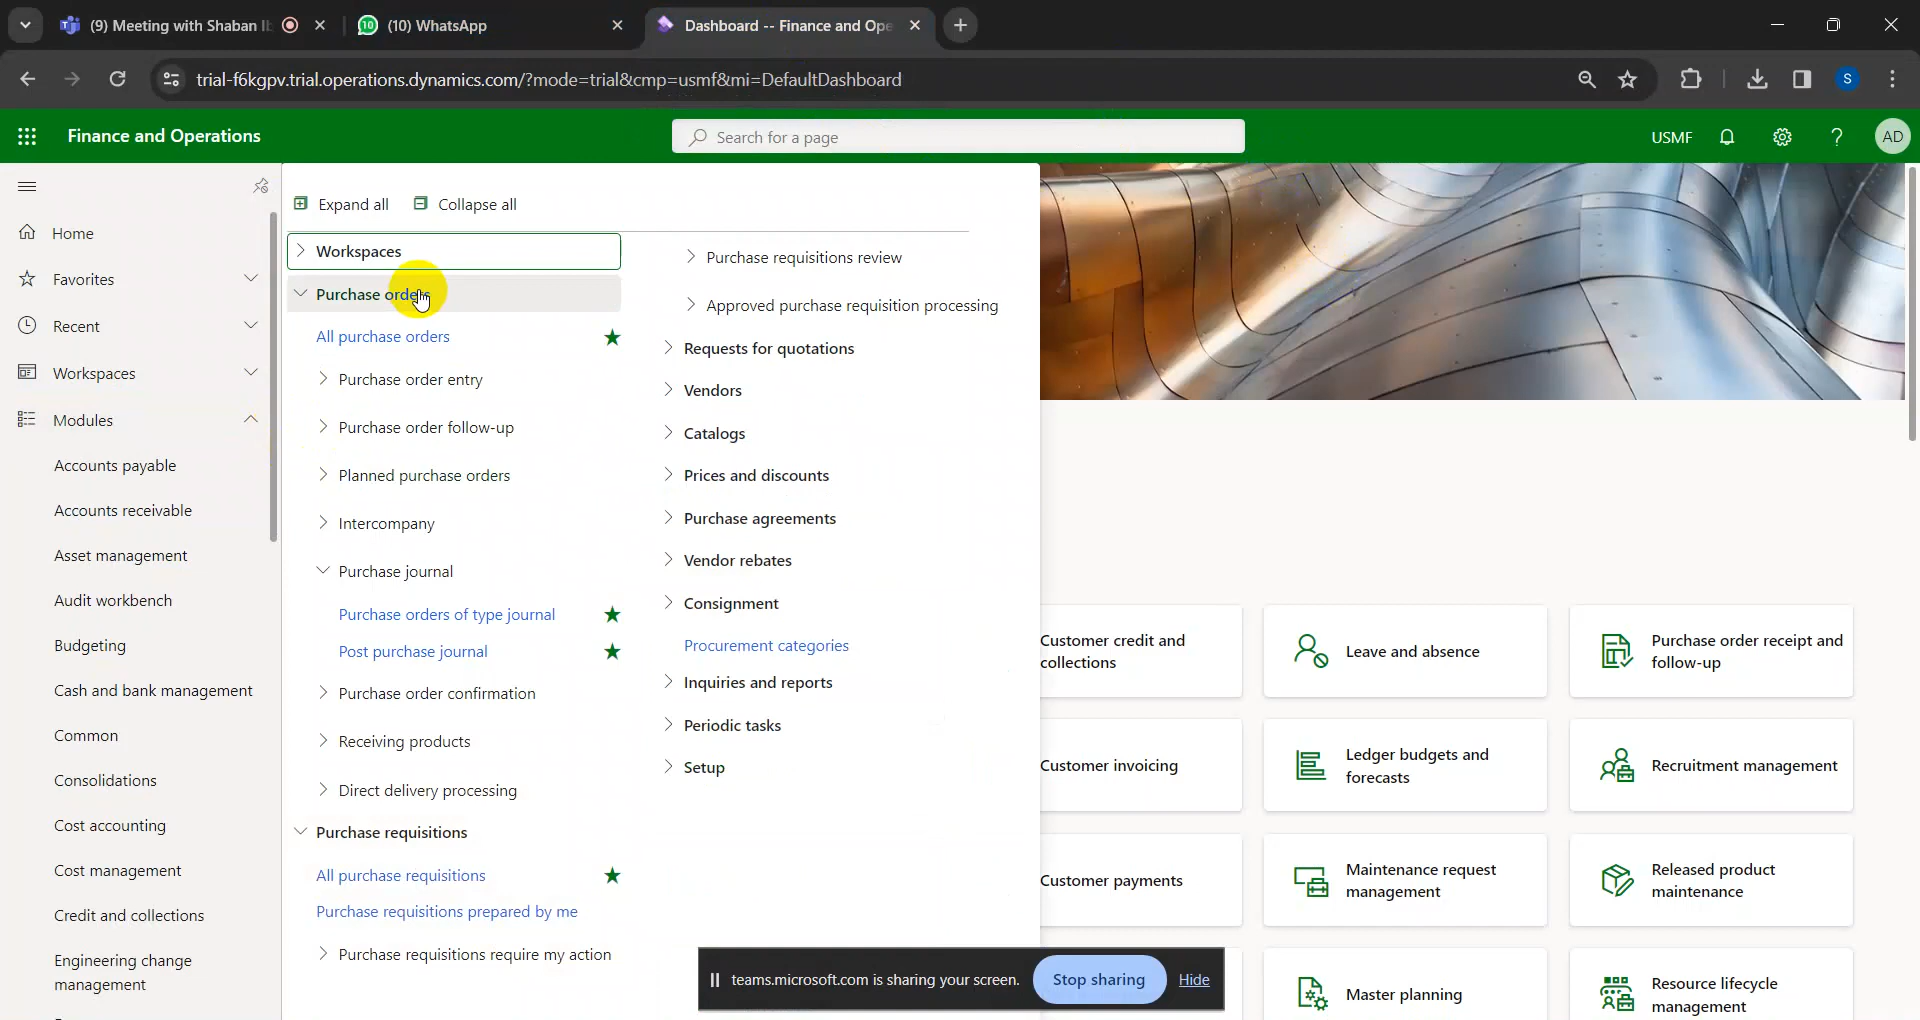 (9) Meeting with Shaban Ib
(10) WhatsApp
10
Dashboard -- Finance and Ope
trial-f6kgpv.trial.operations.dynamics.com/?mode=trial&cmp=usmf&mi=DefaultDashboard
S
Finance and Operations
Search for a page
USMF
?
AD
Home
Favorites
Recent
Workspaces
Modules
Accounts payable
Accounts receivable
Asset management
Audit workbench
Budgeting
Cash and bank management
Common
Consolidations
Cost accounting
Cost management
Credit and collections
Engineering change
management
Expand all
Collapse all
Workspaces
Purchase orders
All purchase orders
Purchase order entry
Purchase order follow-up
Planned purchase orders
Intercompany
Purchase journal
Purchase orders of type journal
Post purchase journal
Purchase order confirmation
Receiving products
Direct delivery processing
Purchase requisitions
All purchase requisitions
Purchase requisitions prepared by me
Purchase requisitions require my action
Purchase requisitions review
Approved purchase requisition processing
Requests for quotations
Vendors
Catalogs
Prices and discounts
Purchase agreements
Vendor rebates
Consignment
Procurement categories
Inquiries and reports
Periodic tasks
Setup
Customer credit and
collections
Leave and absence
Purchase order receipt and
follow-up
Customer invoicing
Ledger budgets and
forecasts
Recruitment management
Customer payments
Maintenance request
management
Released product
maintenance
Master planning
Resource lifecycle
management
teams.microsoft.com is sharing your screen.
Stop sharing
Hide